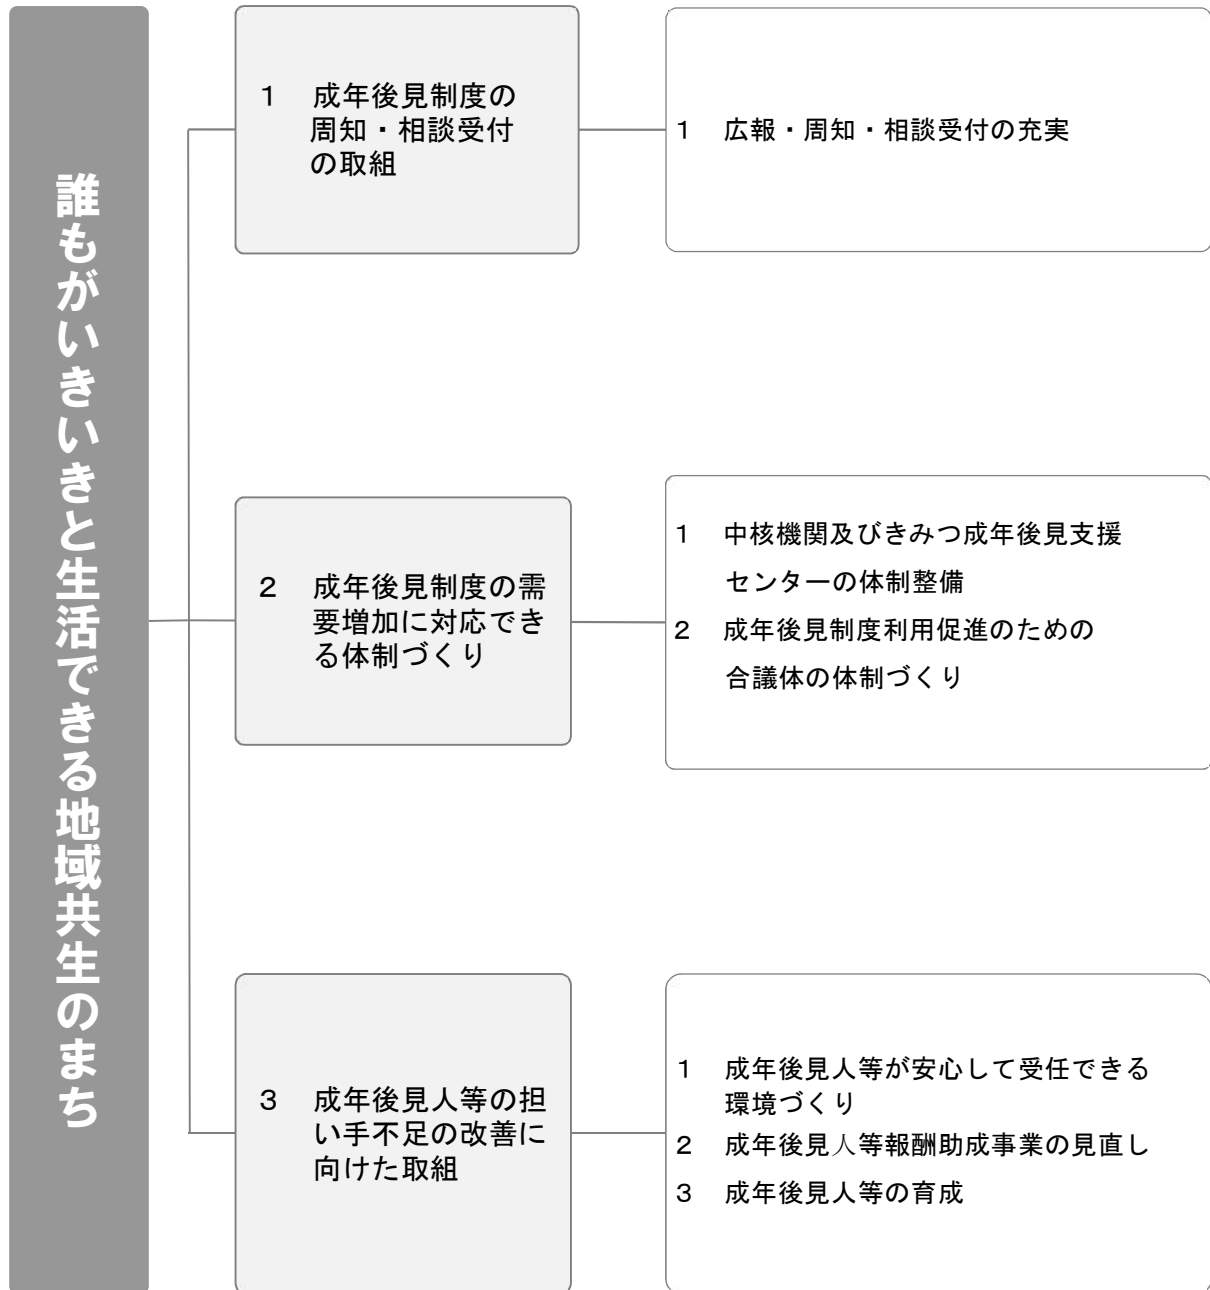 誰もがいきいきと生活できる地域共生のまち
１　成年後見制度の
周知・相談受付
の取組
１　広報・周知・相談受付の充実
２　成年後見制度の需
要増加に対応でき
る体制づくり
１　中核機関及びきみつ成年後見支援
センターの体制整備
２　成年後見制度利用促進のための
合議体の体制づくり
３　成年後見人等の担
い手不足の改善に
向けた取組
１　成年後見人等が安心して受任できる
環境づくり
２　成年後見人等報酬助成事業の見直し
３　成年後見人等の育成